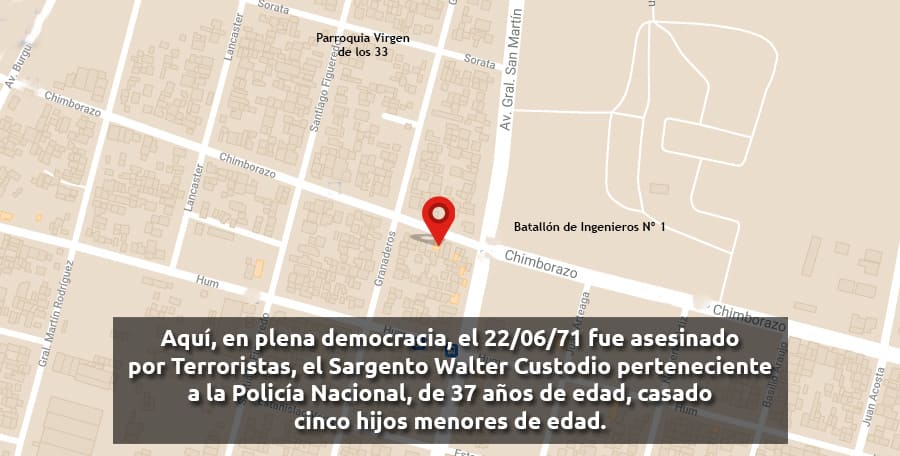 Sorata
Lancaster
Parroquia Virgen
de los 33
Santiago Figueredo
Sorata
Av. Gral. San Martín
Av. Burgu
Chimborazo
Chimborazo
Lancaster
Granaderos
Batallón de Ingenieros N° 1
Chimborazo
Chimborazo
Gral. Martín Rodríguez
Hum
Arteaga
Basilio Araujo
Juan Acosta
Hum
Aquí, en plena democracia, el 22/06/71 fue asesinado
por Terroristas, el Sargento Walter Custodio perteneciente
a la Policía Nacional, de 37 años de edad, casado
cinco hijos menores de edad.